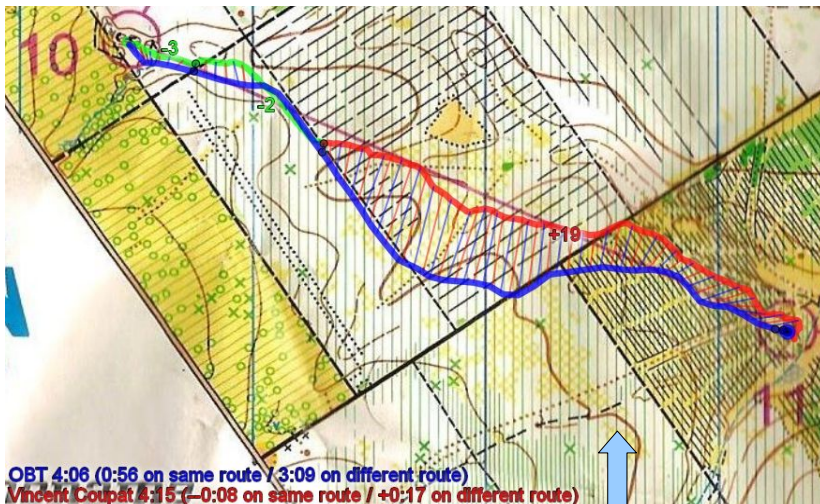 10
-3
-2
+19
11
OBT 4:06 (0:56 on same route / 3:09 on different route)
Vincent Coupat 4:15 (–0:08 on same route / +0:17 on different route)